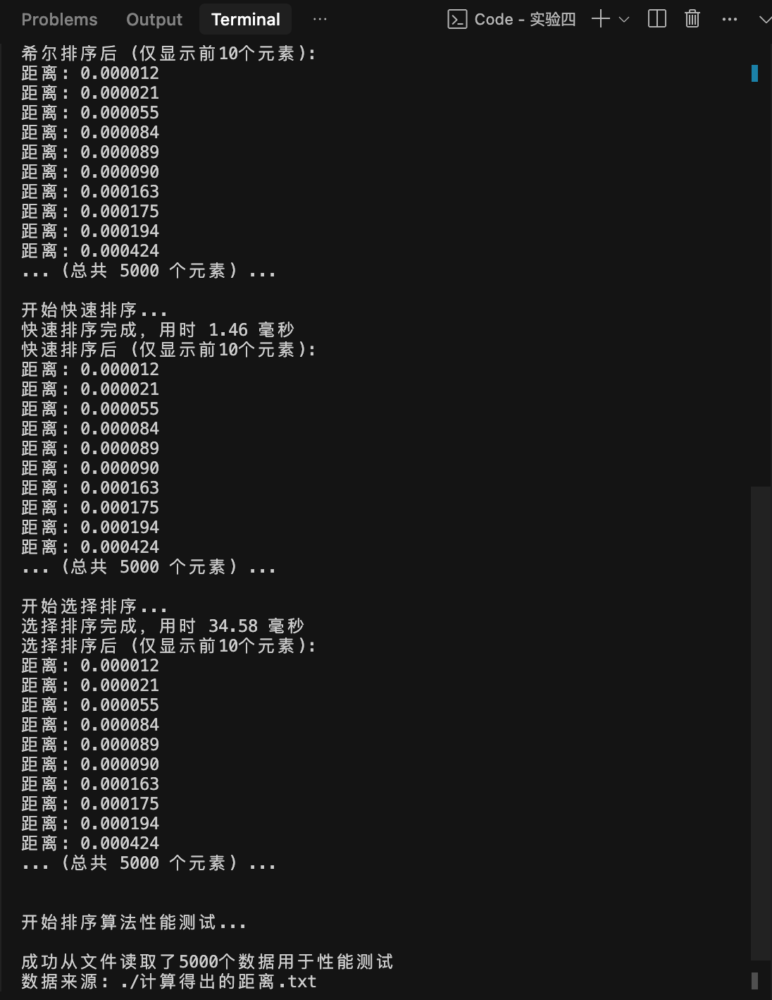 Problems Output Terminal ··· Code - 实验四 ···
希尔排序后 (仅显示前10个元素):
距离: 0.000012
距离: 0.000021
距离: 0.000055
距离: 0.000084
距离: 0.000089
距离: 0.000090
距离: 0.000163
距离: 0.000175
距离: 0.000194
距离: 0.000424
... (总共 5000 个元素) ...
开始快速排序...
快速排序完成, 用时 1.46 毫秒
快速排序后 (仅显示前10个元素):
距离: 0.000012
距离: 0.000021
距离: 0.000055
距离: 0.000084
距离: 0.000089
距离: 0.000090
距离: 0.000163
距离: 0.000175
距离: 0.000194
距离: 0.000424
... (总共 5000 个元素) ...
开始选择排序...
选择排序完成, 用时 34.58 毫秒
选择排序后 (仅显示前10个元素):
距离: 0.000012
距离: 0.000021
距离: 0.000055
距离: 0.000084
距离: 0.000089
距离: 0.000090
距离: 0.000163
距离: 0.000175
距离: 0.000194
距离: 0.000424
... (总共 5000 个元素) ...
开始排序算法性能测试...
成功从文件读取了5000个数据用于性能测试
数据来源: ./计算得出的距离.txt